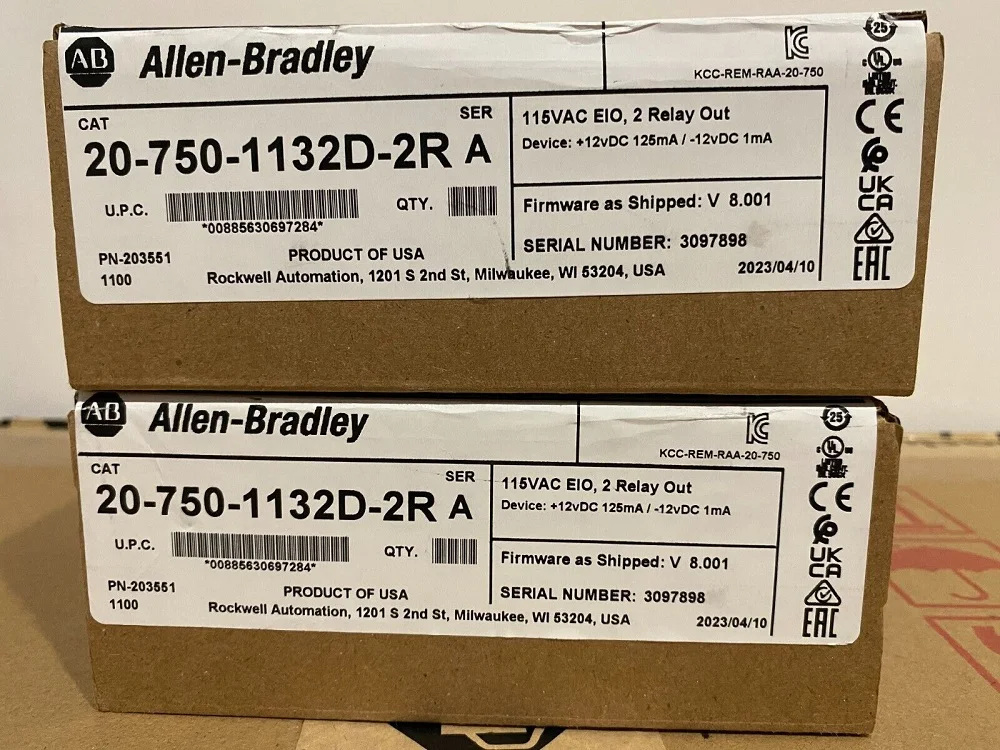 AB Allen-Bradley
KCC-REM-RAA-20-750
25
CAT
SER
20-750-1132D-2R A
115VAC EIO, 2 Relay Out
Device: +12vDC 125mA / -12vDC 1mA
U.P.C.
*00885630697284*
QTY.
Firmware as Shipped: V 8.001
SERIAL NUMBER: 3097898
PN-203551
1100
PRODUCT OF USA
Rockwell Automation, 1201 S 2nd St, Milwaukee, WI 53204, USA
2023/04/10
UL
CE
UK
CA
EAC
AB Allen-Bradley
KCC-REM-RAA-20-750
25
CAT
SER
20-750-1132D-2R A
115VAC EIO, 2 Relay Out
Device: +12vDC 125mA / -12vDC 1mA
U.P.C.
*00885630697284*
QTY.
Firmware as Shipped: V 8.001
SERIAL NUMBER: 3097898
PN-203551
1100
PRODUCT OF USA
Rockwell Automation, 1201 S 2nd St, Milwaukee, WI 53204, USA
2023/04/10
UL
CE
UK
CA
EAC